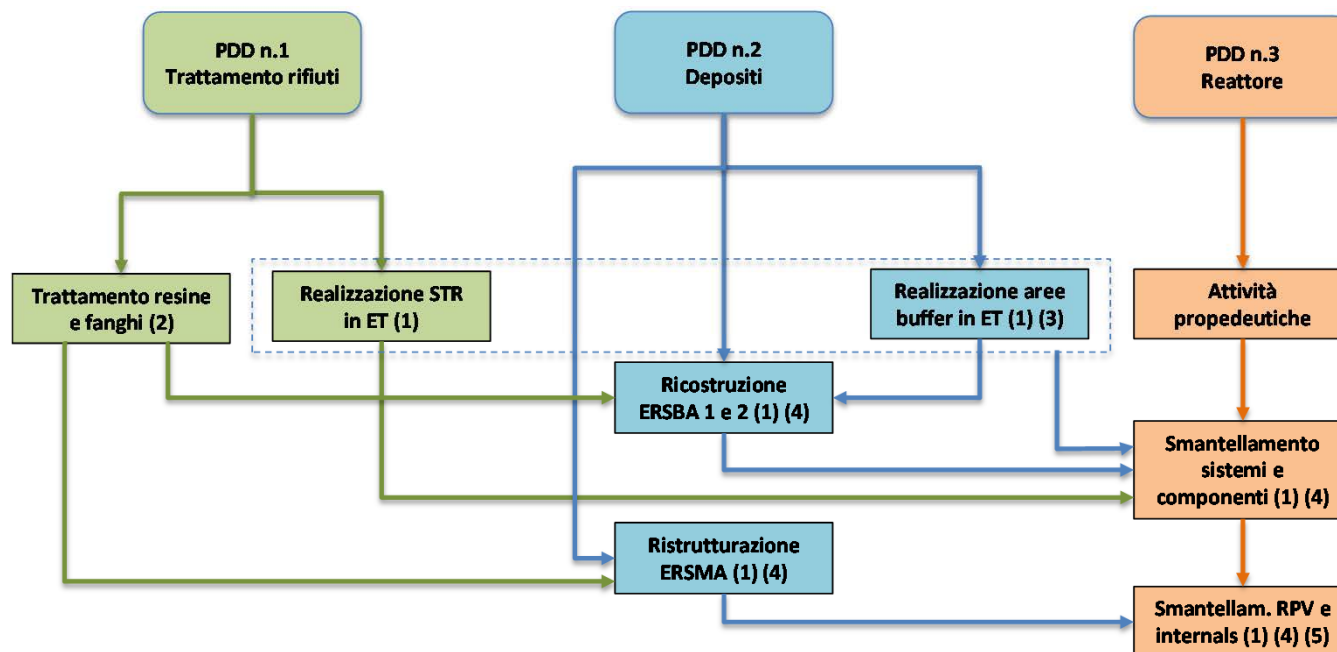 PDD n.1
Trattamento rifiuti
PDD n.2
Depositi
PDD n.3
Reattore
Trattamento resine
e fanghi (2)
Realizzazione STR
in ET (1)
Realizzazione aree
buffer in ET (1) (3)
Attività
propedeutiche
Ricostruzione
ERSBA 1 e 2 (1) (4)
Smantellamento
sistemi e
componenti (1) (4)
Ristrutturazione
ERSMA (1) (4)
Smantellam. RPV e
internals (1) (4) (5)